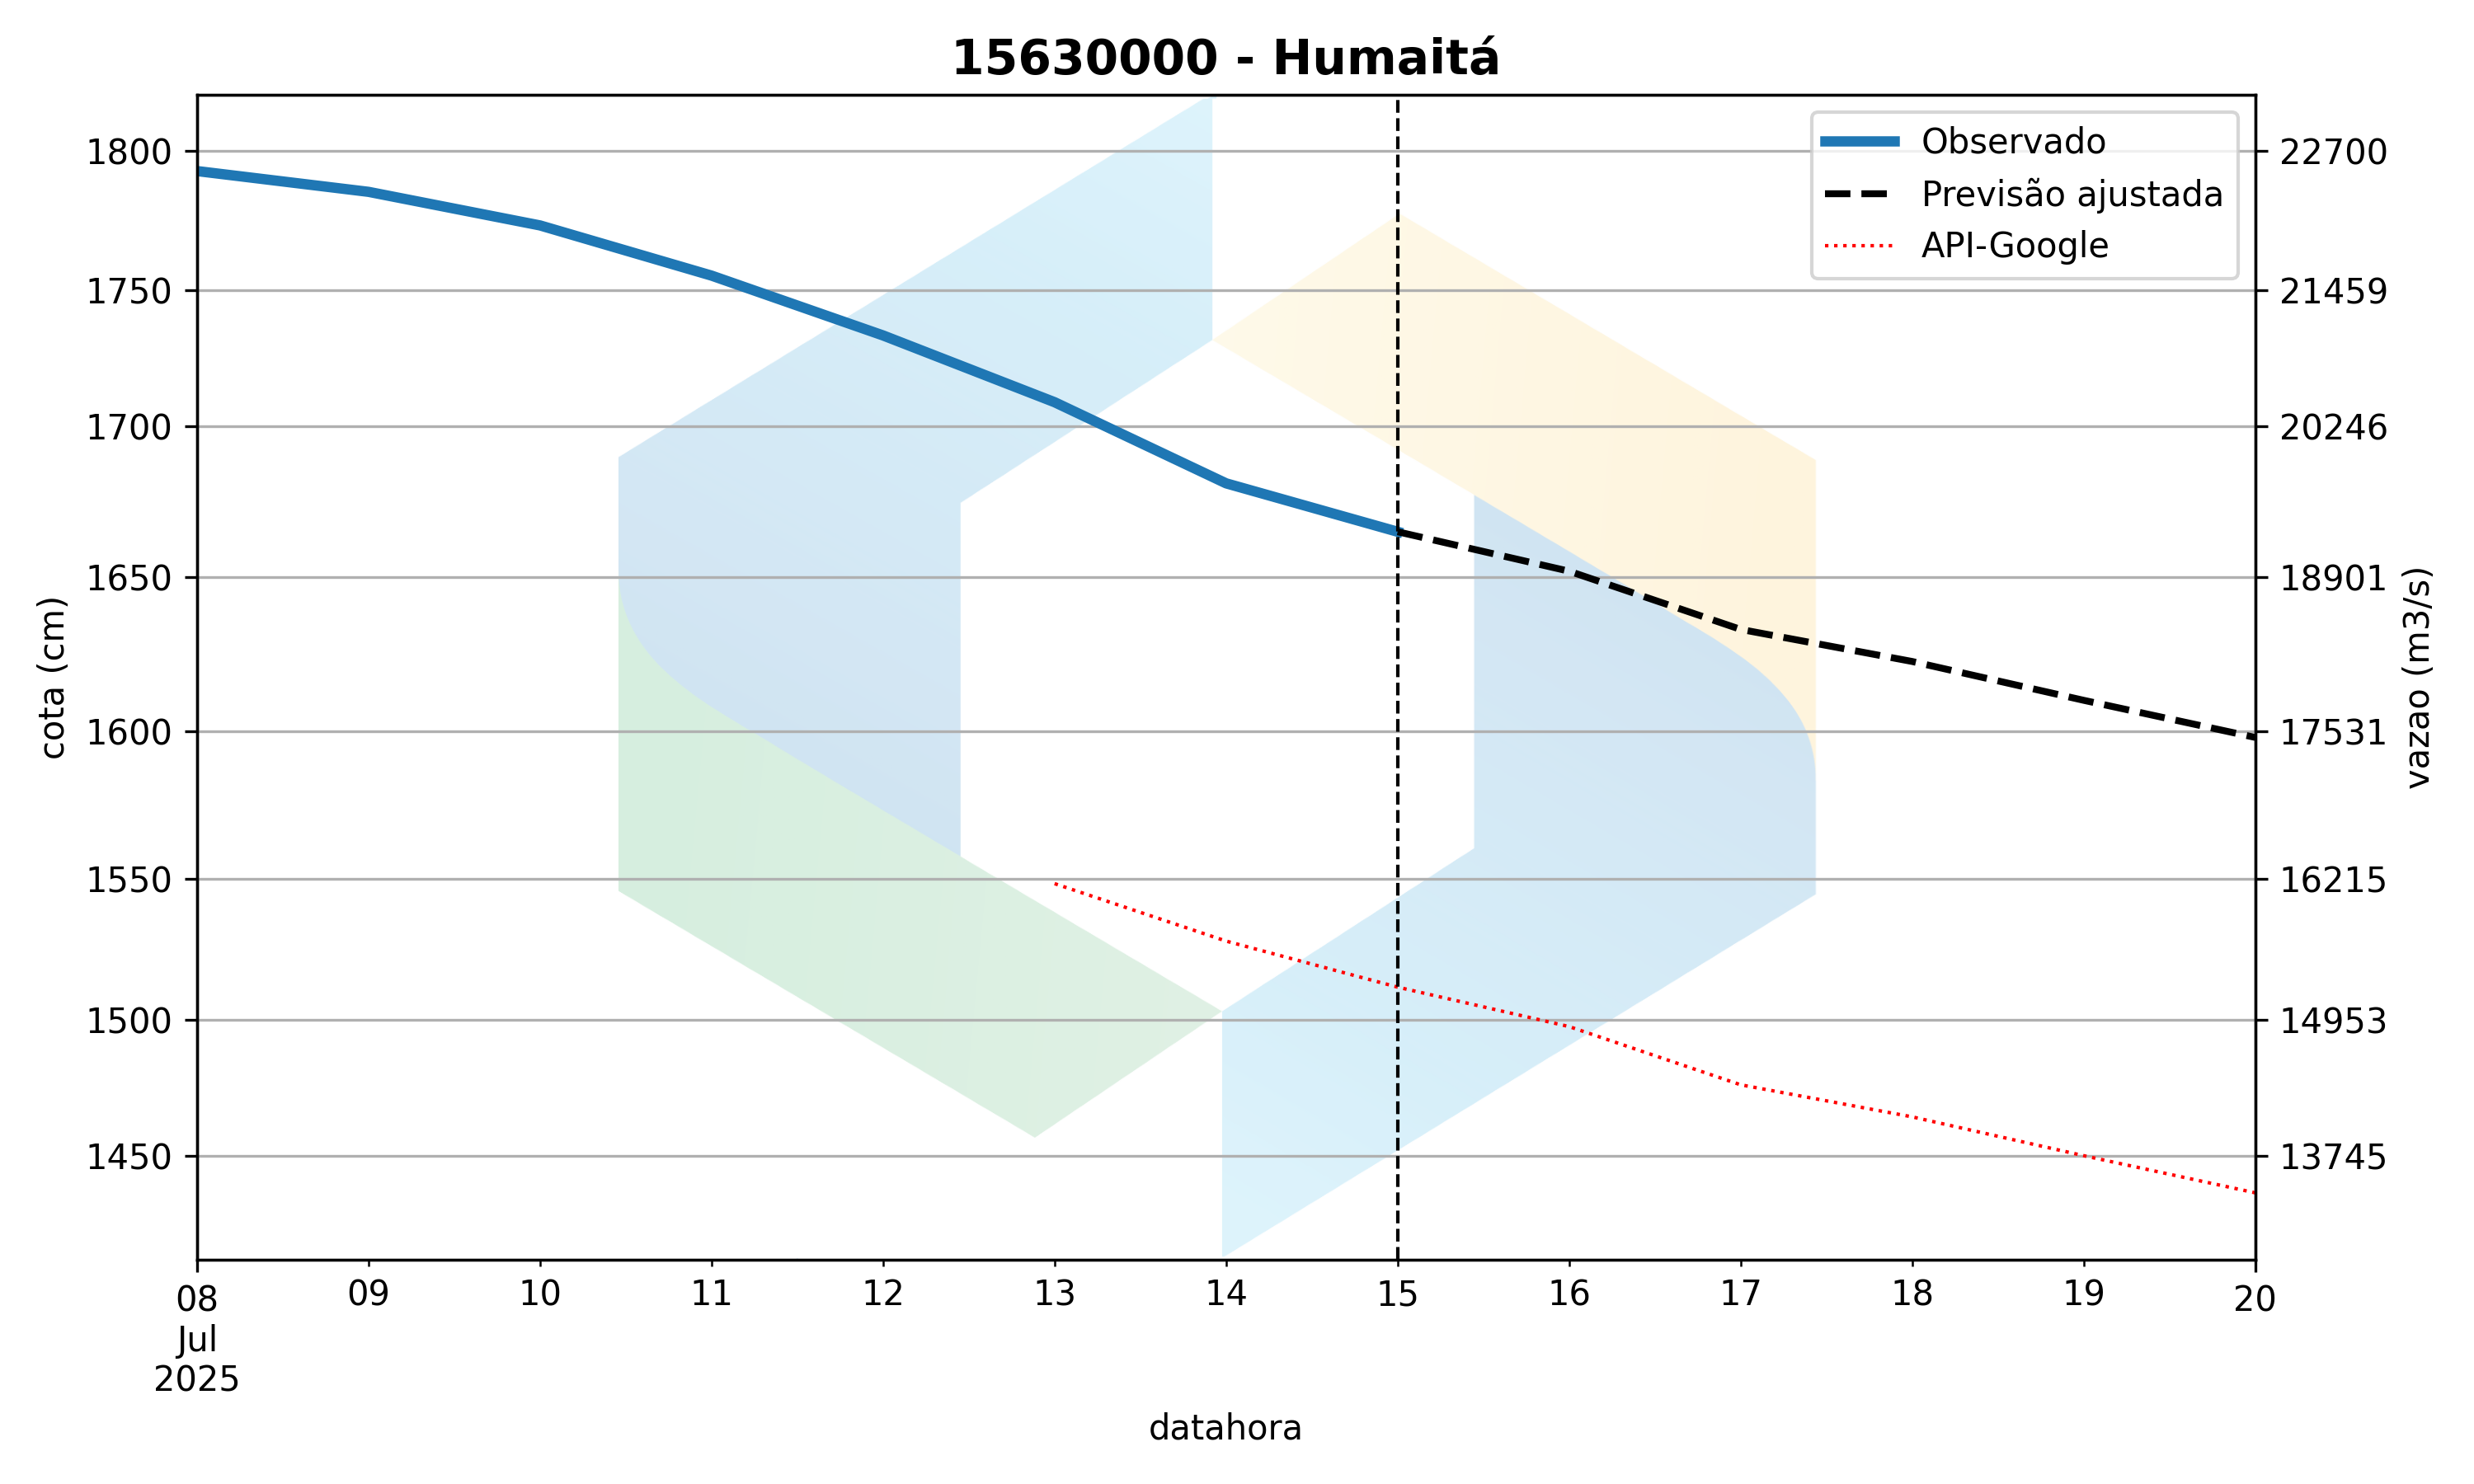 15630000 - Humaitá
Observado
Previsão ajustada
API-Google
1800
1750
1700
1650
1600
1550
1500
1450
cota (cm)
22700
21459
20246
18901
17531
16215
14953
13745
vazao (m3/s)
08 09 10 11 12 13 14 15 16 17 18 19 20
Jul
2025
datahora